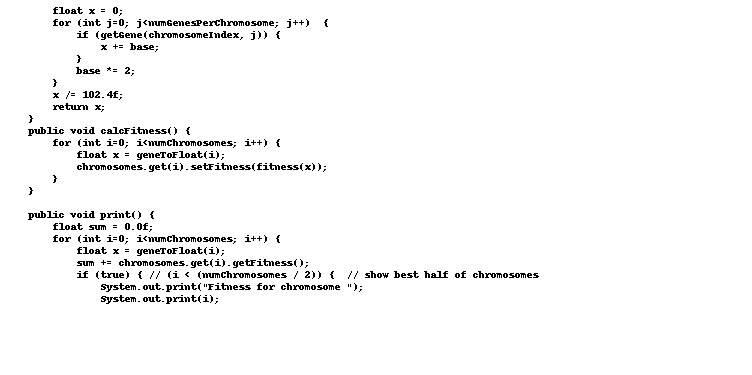 float x = 0;
for (int j=0; j<numGenesPerChromosome; j++)  {
if (getGene(chromosomeIndex, j)) {
x += base;
}
base *= 2;
}
x /= 102.4f;
return x;
}
public void calcFitness() {
for (int i=0; i<numChromosomes; i++) {
float x = geneToFloat(i);
chromosomes.get(i).setFitness(fitness(x));
}
}
public void print() {
float sum = 0.0f;
for (int i=0; i<numChromosomes; i++) {
float x = geneToFloat(i);
sum += chromosomes.get(i).getFitness();
if (true) { // (i < (numChromosomes / 2)) {  // show best half of chromosomes
System.out.print("Fitness for chromosome ");
System.out.print(i);